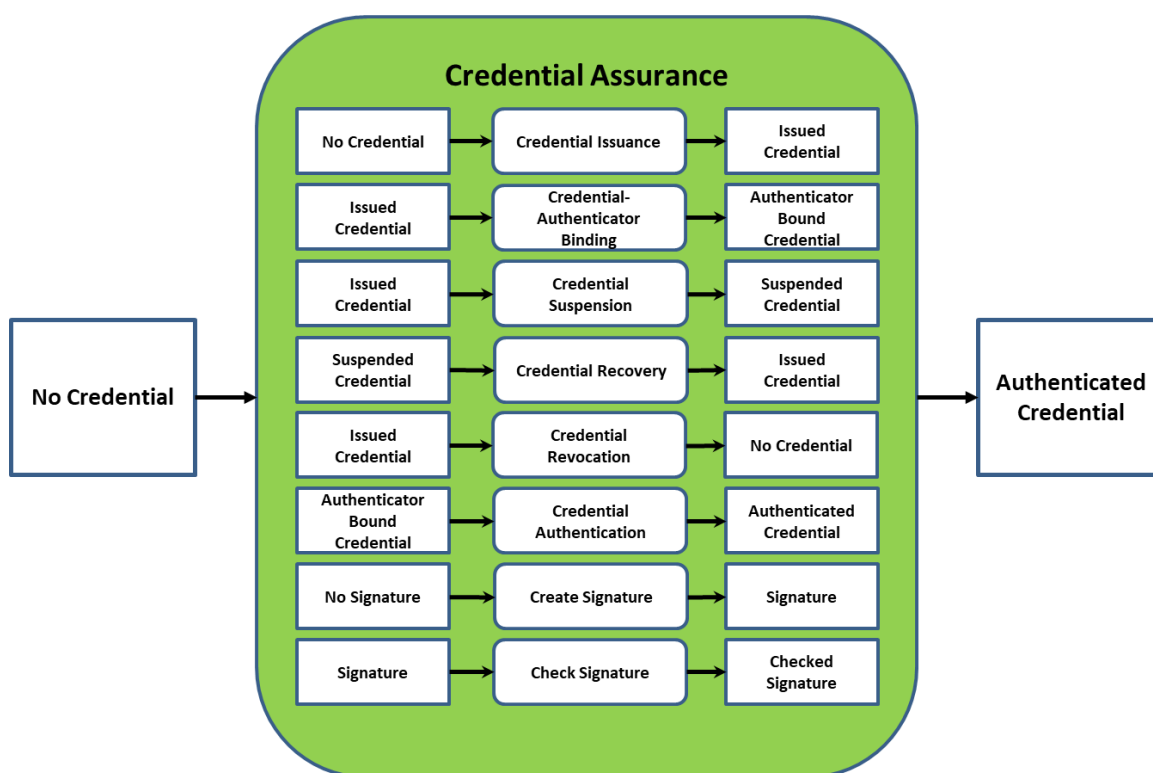 Credential Assurance
No Credential
Credential Issuance
Issued
Credential
Issued
Credential
Credential-
Authenticator
Binding
Authenticator
Bound
Credential
Issued
Credential
Credential
Suspension
Suspended
Credential
Suspended
Credential
Credential Recovery
Issued
Credential
Issued
Credential
Credential
Revocation
No Credential
Authenticator
Bound
Credential
Credential
Authentication
Authenticated
Credential
No Signature
Create Signature
Signature
Signature
Check Signature
Checked
Signature
No Credential
Authenticated
Credential